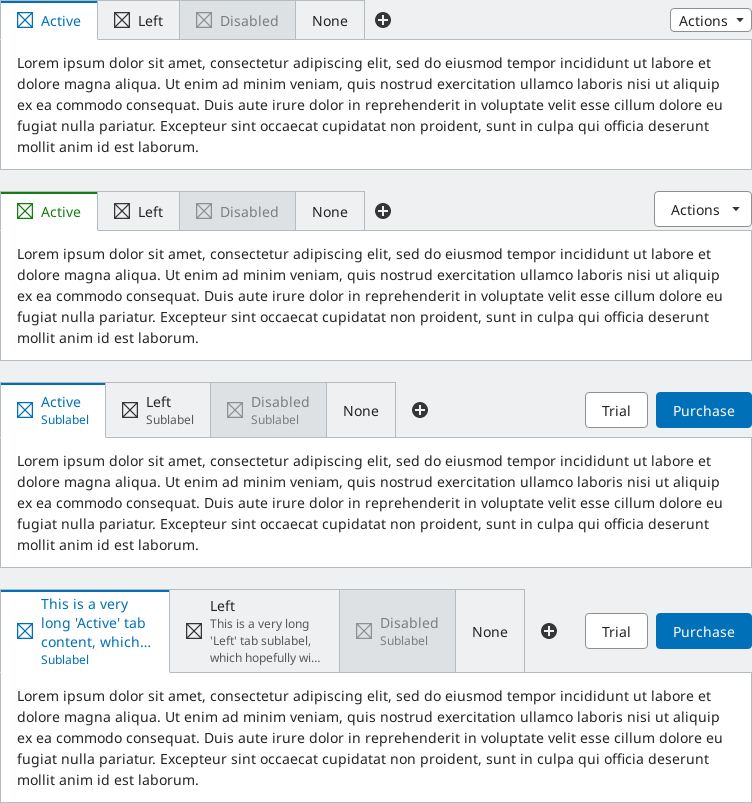 Active Left Disabled None Actions
Lorem ipsum dolor sit amet, consectetur adipiscing elit, sed do eiusmod tempor incididunt ut labore et
dolore magna aliqua. Ut enim ad minim veniam, quis nostrud exercitation ullamco laboris nisi ut aliquip
ex ea commodo consequat. Duis aute irure dolor in reprehenderit in voluptate velit esse cillum dolore eu
fugiat nulla pariatur. Excepteur sint occaecat cupidatat non proident, sunt in culpa qui officia deserunt
mollit anim id est laborum.
Active Left Disabled None Actions
Lorem ipsum dolor sit amet, consectetur adipiscing elit, sed do eiusmod tempor incididunt ut labore et
dolore magna aliqua. Ut enim ad minim veniam, quis nostrud exercitation ullamco laboris nisi ut aliquip
ex ea commodo consequat. Duis aute irure dolor in reprehenderit in voluptate velit esse cillum dolore eu
fugiat nulla pariatur. Excepteur sint occaecat cupidatat non proident, sunt in culpa qui officia deserunt
mollit anim id est laborum.
Active
Sublabel
Left
Sublabel
Disabled
Sublabel
None
Trial
Purchase
Lorem ipsum dolor sit amet, consectetur adipiscing elit, sed do eiusmod tempor incididunt ut labore et
dolore magna aliqua. Ut enim ad minim veniam, quis nostrud exercitation ullamco laboris nisi ut aliquip
ex ea commodo consequat. Duis aute irure dolor in reprehenderit in voluptate velit esse cillum dolore eu
fugiat nulla pariatur. Excepteur sint occaecat cupidatat non proident, sunt in culpa qui officia deserunt
mollit anim id est laborum.
This is a very
long 'Active' tab
content, which...
Sublabel
Left
This is a very long
'Left' tab sublabel,
which hopefully wi...
Disabled
Sublabel
None
Trial
Purchase
Lorem ipsum dolor sit amet, consectetur adipiscing elit, sed do eiusmod tempor incididunt ut labore et
dolore magna aliqua. Ut enim ad minim veniam, quis nostrud exercitation ullamco laboris nisi ut aliquip
ex ea commodo consequat. Duis aute irure dolor in reprehenderit in voluptate velit esse cillum dolore eu
fugiat nulla pariatur. Excepteur sint occaecat cupidatat non proident, sunt in culpa qui officia deserunt
mollit anim id est laborum.